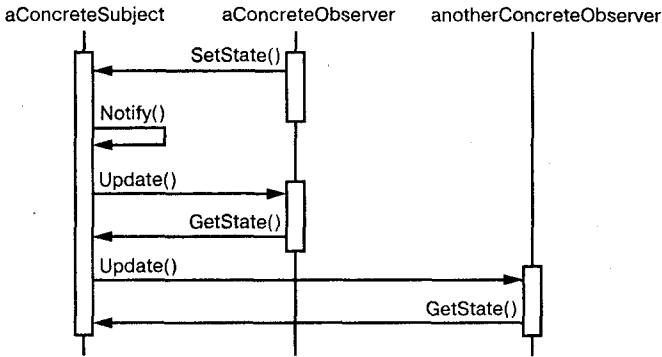 aConcreteSubject aConcreteObserver anotherConcreteObserver
SetState()
Notify()
Update()
GetState()
Update()
GetState()